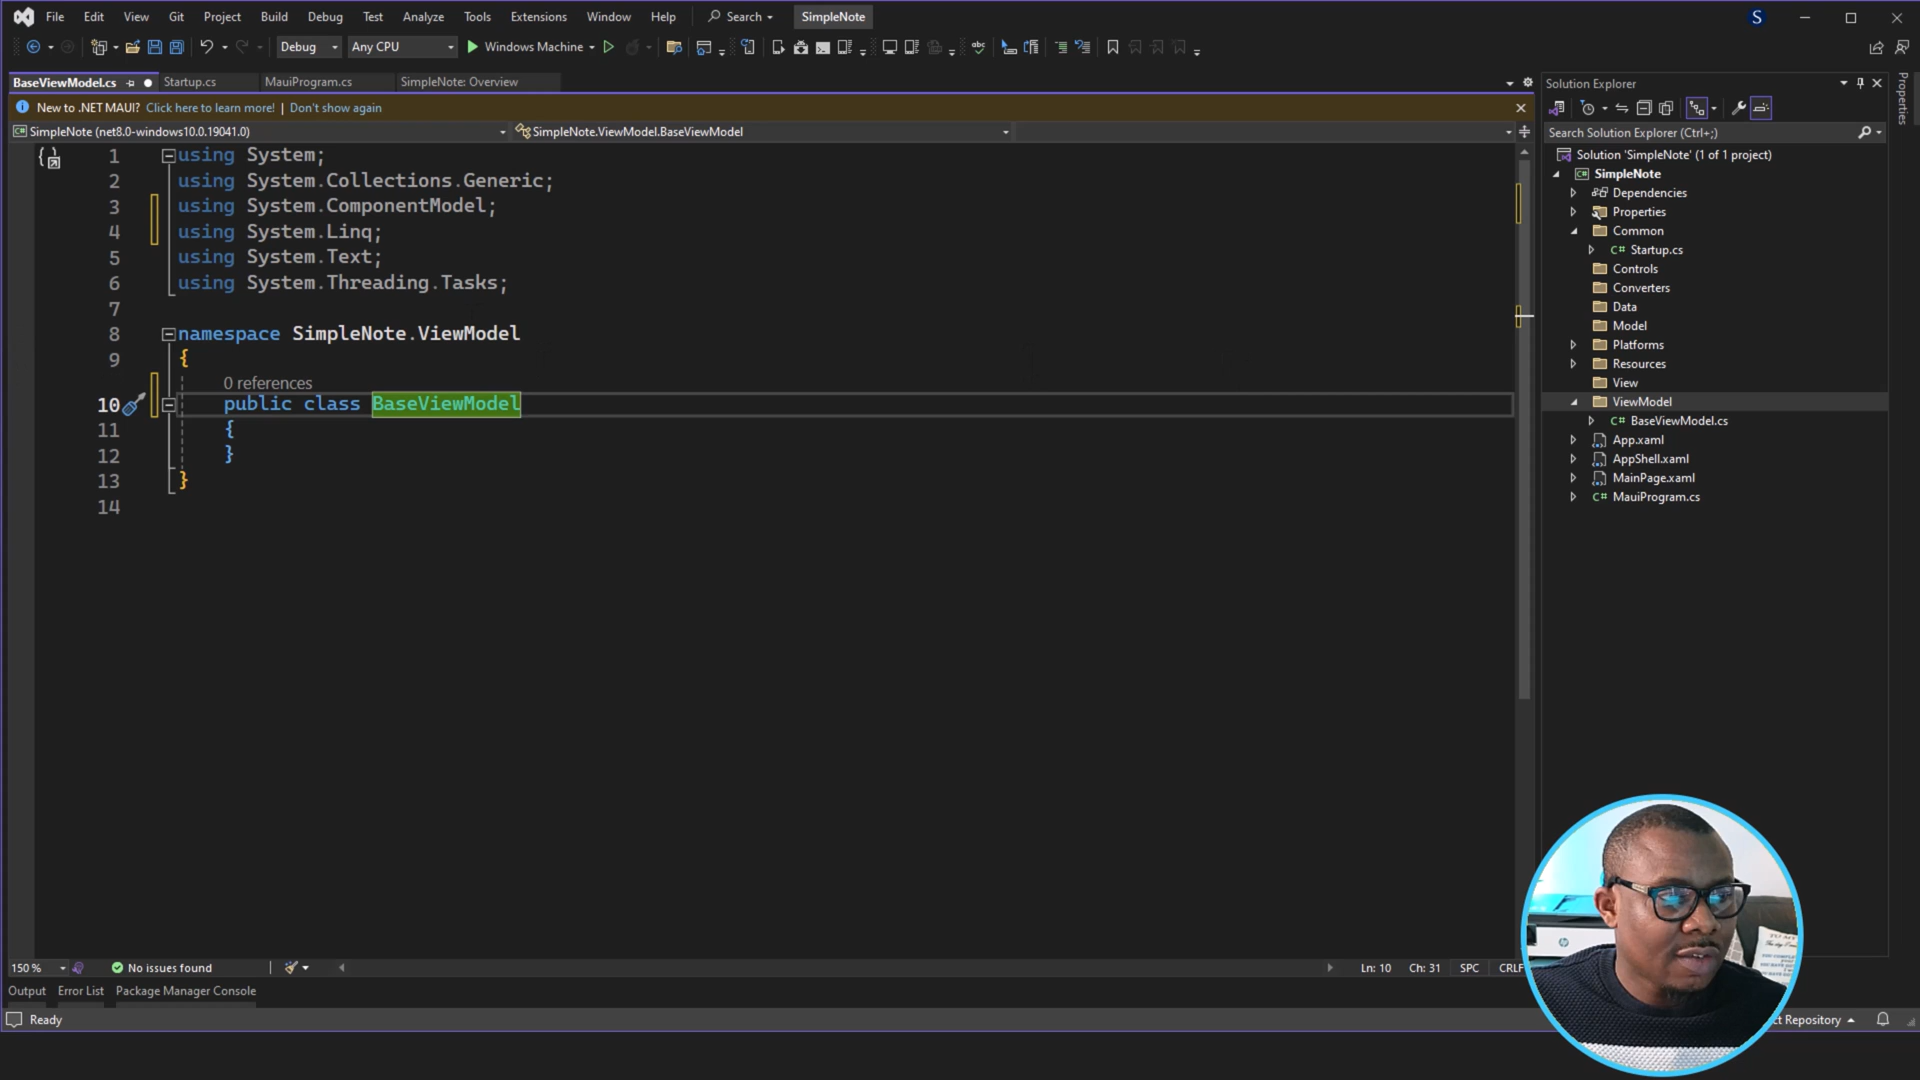 File Edit View Git Project Build Debug Test Analyze Tools Extensions Window Help Search SimpleNote S
Debug Any CPU Windows Machine
BaseViewModel.cs Startup.cs MauiProgram.cs SimpleNote: Overview
New to .NET MAUI? Click here to learn more! | Don't show again
SimpleNote (net8.0-windows10.0.19041.0) SimpleNote.ViewModel.BaseViewModel
1 using System;
2 using System.Collections.Generic;
3 using System.ComponentModel;
4 using System.Linq;
5 using System.Text;
6 using System.Threading.Tasks;
7
8 namespace SimpleNote.ViewModel
9 {
0 references
10 public class BaseViewModel
11 {
12 }
13 }
14
150 % No issues found Ln: 10 Ch: 31 SPC CRLF
Output Error List Package Manager Console
Ready
Solution Explorer
Search Solution Explorer (Ctrl+;)
Solution 'SimpleNote' (1 of 1 project)
C# SimpleNote
Dependencies
Properties
Common
C# Startup.cs
Controls
Converters
Data
Model
Platforms
Resources
View
ViewModel
C# BaseViewModel.cs
App.xaml
AppShell.xaml
MainPage.xaml
C# MauiProgram.cs
Properties
hp
ct Repository